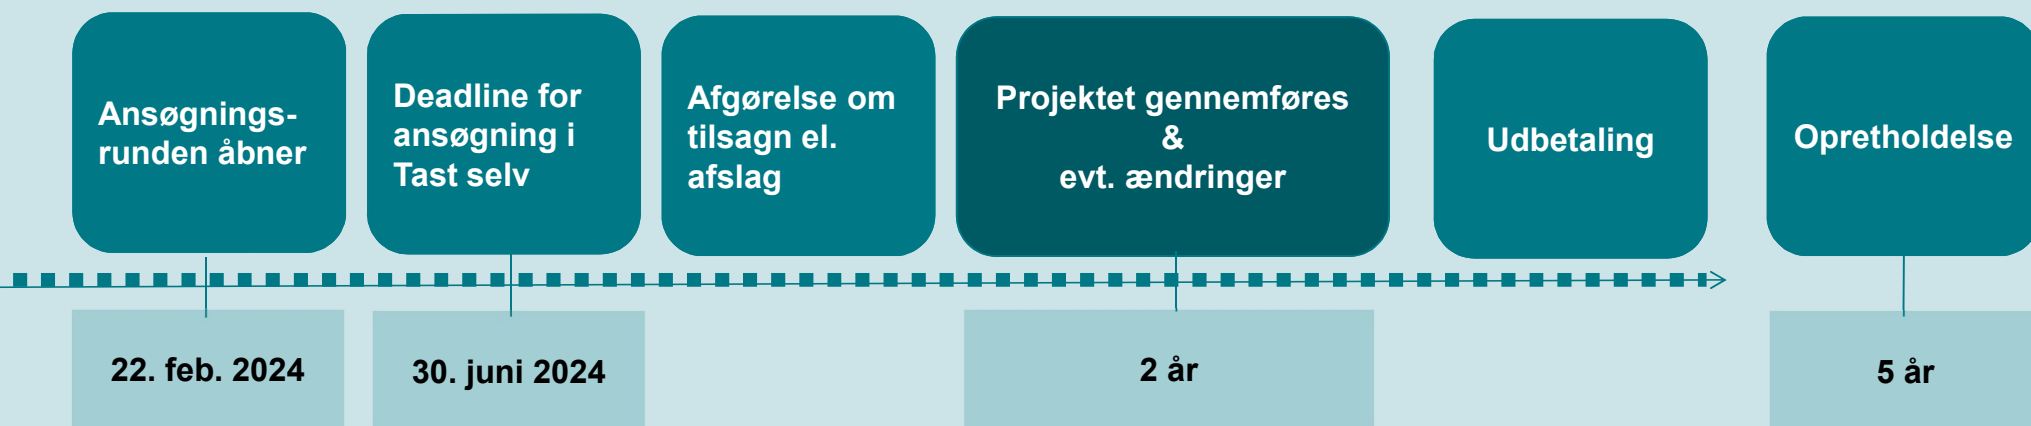 Ansøgnings-
runden åbner
Deadline for
ansøgning i
Tast selv
Afgørelse om
tilsagn el.
afslag
Projektet gennemføres
&
evt. ændringer
Udbetaling
Opretholdelse
22. feb. 2024
30. juni 2024
2 år
5 år